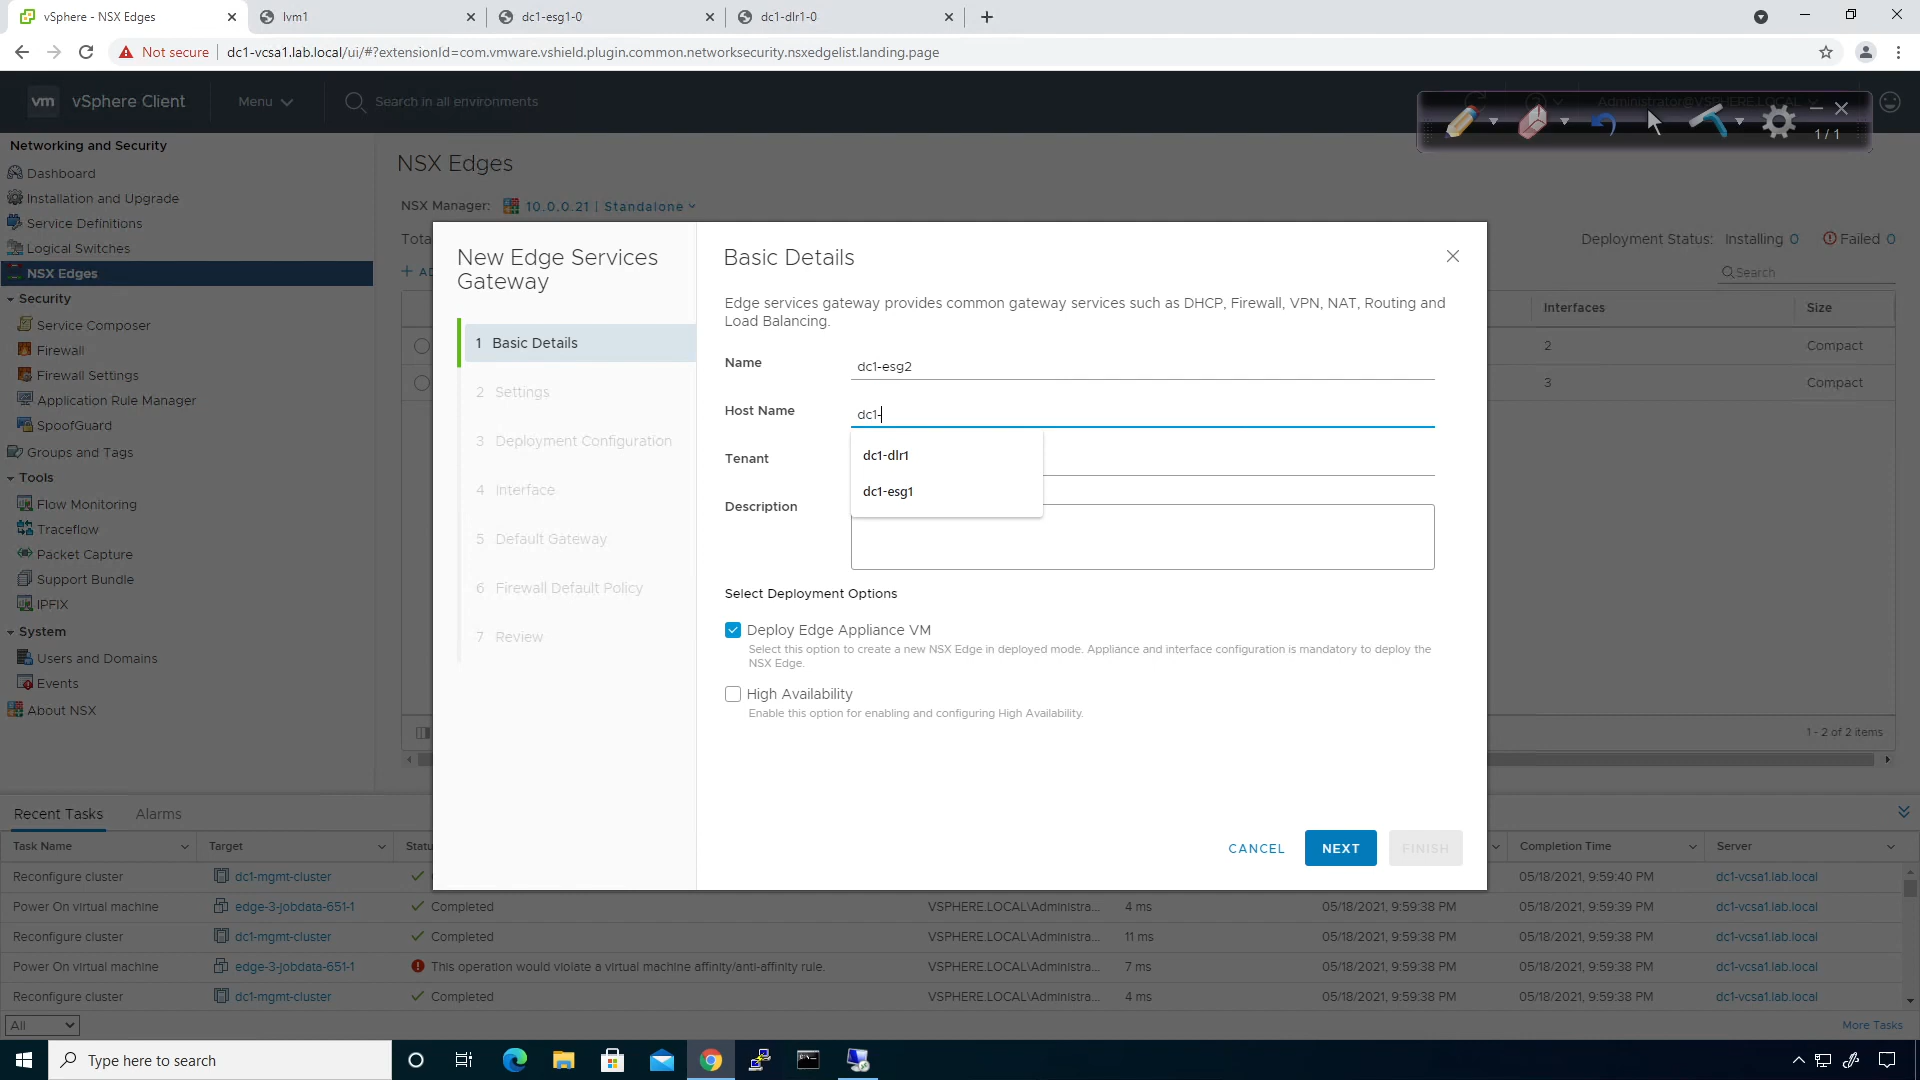 vSphere - NSX Edges
lvm1
dc1-esg1-0
dc1-dlr1-0
Not secure
dc1-vcsa1.lab.local/ui/#?extensionId=com.vmware.vshield.plugin.common.networksecurity.nsxedgelist.landing.page
vm
vSphere Client
Menu
Search in all environments
Administrator@VSPHERE.LOCAL
1 / 1
Networking and Security
Dashboard
Installation and Upgrade
Service Definitions
Logical Switches
NSX Edges
Security
Service Composer
Firewall
Firewall Settings
Application Rule Manager
SpoofGuard
Groups and Tags
Tools
Flow Monitoring
Traceflow
Packet Capture
Support Bundle
IPFIX
System
Users and Domains
Events
About NSX
NSX Edges
NSX Manager: 10.0.0.21 | Standalone
Deployment Status: Installing 0 Failed 0
Search
Interfaces Size
2 Compact
3 Compact
1 - 2 of 2 items
New Edge Services
Gateway
1 Basic Details
2 Settings
3 Deployment Configuration
4 Interface
5 Default Gateway
6 Firewall Default Policy
7 Review
Basic Details
Edge services gateway provides common gateway services such as DHCP, Firewall, VPN, NAT, Routing and
Load Balancing.
Name dc1-esg2
Host Name dc1-
dc1-dlr1
dc1-esg1
Tenant
Description
Select Deployment Options
Deploy Edge Appliance VM
Select this option to create a new NSX Edge in deployed mode. Appliance and interface configuration is mandatory to deploy the
NSX Edge.
High Availability
Enable this option for enabling and configuring High Availability.
CANCEL NEXT FINISH
Recent Tasks Alarms
Task Name Target Completion Time Server
Reconfigure cluster dc1-mgmt-cluster 05/18/2021, 9:59:40 PM dc1-vcsa1.lab.local
Power On virtual machine edge-3-jobdata-651-1 Completed VSPHERE.LOCAL\Administra... 4 ms 05/18/2021, 9:59:38 PM 05/18/2021, 9:59:39 PM dc1-vcsa1.lab.local
Reconfigure cluster dc1-mgmt-cluster Completed VSPHERE.LOCAL\Administra... 11 ms 05/18/2021, 9:59:38 PM 05/18/2021, 9:59:38 PM dc1-vcsa1.lab.local
Power On virtual machine edge-3-jobdata-651-1 This operation would violate a virtual machine affinity/anti-affinity rule. VSPHERE.LOCAL\Administra... 7 ms 05/18/2021, 9:59:38 PM 05/18/2021, 9:59:38 PM dc1-vcsa1.lab.local
Reconfigure cluster dc1-mgmt-cluster Completed VSPHERE.LOCAL\Administra... 4 ms 05/18/2021, 9:59:38 PM 05/18/2021, 9:59:38 PM dc1-vcsa1.lab.local
All
More Tasks
Type here to search